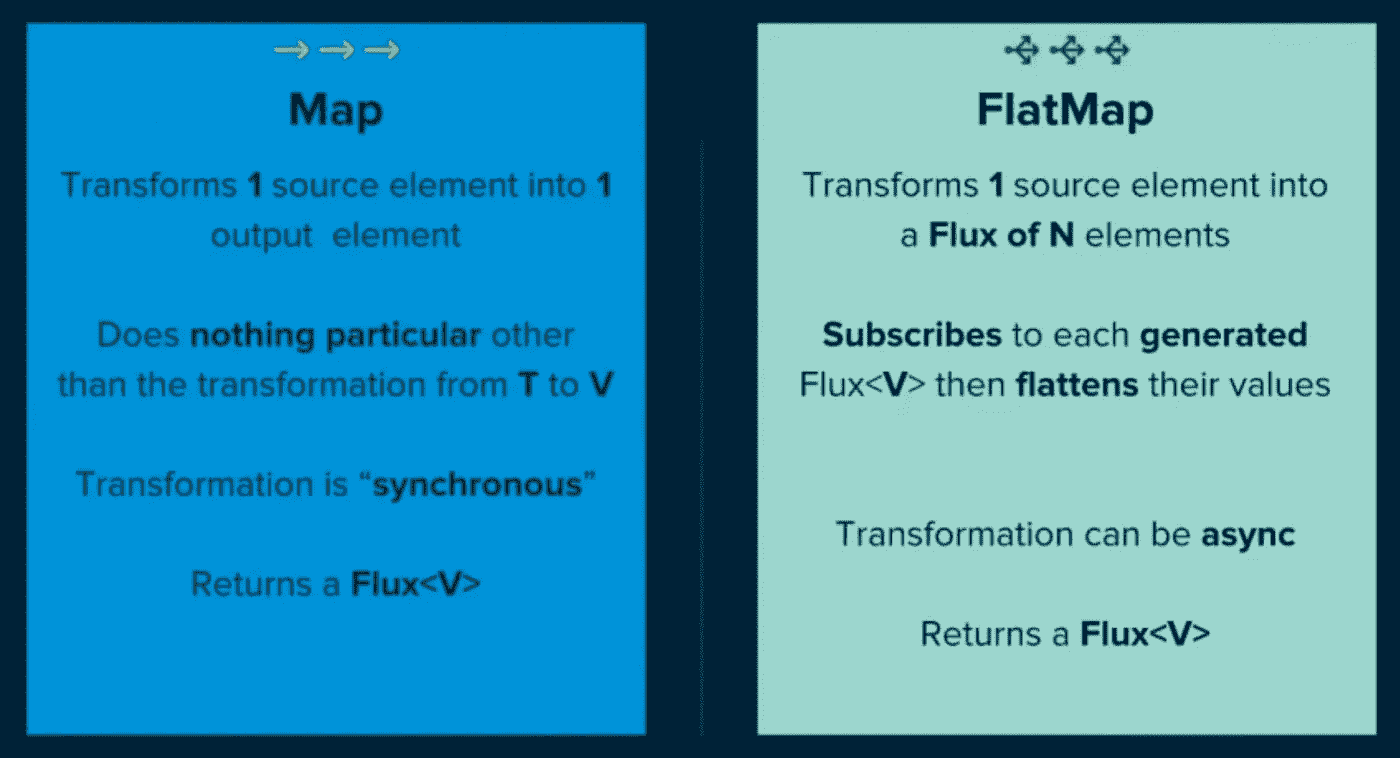 → → →
Map
Transforms 1 source element into 1
output element
Does nothing particular other
than the transformation from T to V
Transformation is “synchronous”
Returns a Flux<V>
FlatMap
Transforms 1 source element into
a Flux of N elements
Subscribes to each generated
Flux<V> then flattens their values
Transformation can be async
Returns a Flux<V>